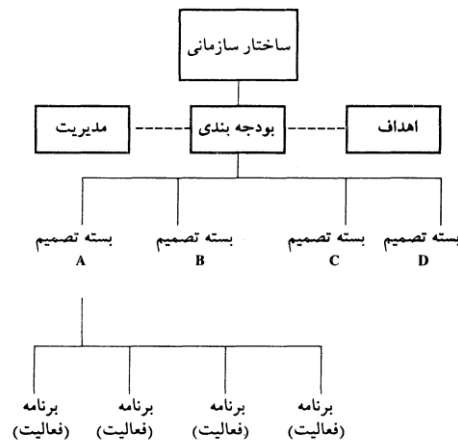 ساختار سازمانی
اهداف
بودجه بندی
مدیریت
بسته تصمیم
D
بسته تصمیم
C
بسته تصمیم
B
بسته تصمیم
A
برنامه
(فعالیت)
برنامه
(فعالیت)
برنامه
(فعالیت)
برنامه
(فعالیت)